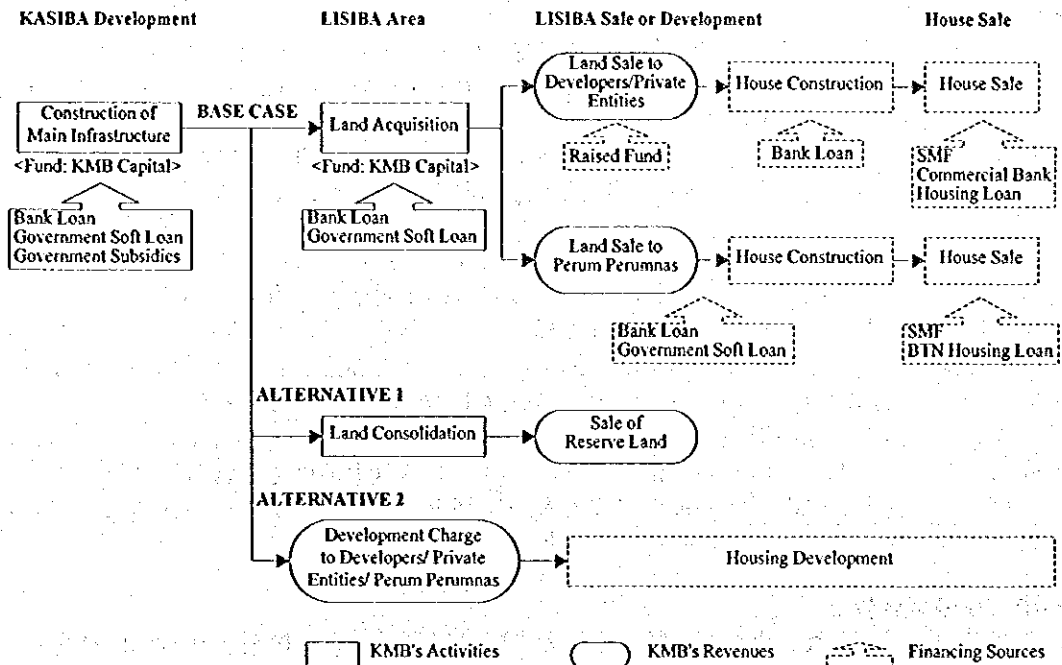 KASIBA Development
LISIBA Area
LISIBA Sale or Development
House Sale
Construction of
Main Infrastructure
<Fund: KMB Capital>
Bank Loan
Government Soft Loan
Government Subsidies
BASE CASE
Land Acquisition
<Fund: KMB Capital>
Bank Loan
Government Soft Loan
Land Sale to
Developers/Private
Entities
Raised Fund
House Construction
Bank Loan
House Sale
SMF
Commercial Bank
Housing Loan
Land Sale to
Perum Perumnas
House Construction
House Sale
Bank Loan
Government Soft Loan
SMF
BTN Housing Loan
ALTERNATIVE 1
Land Consolidation
Sale of
Reserve Land
ALTERNATIVE 2
Development Charge
to Developers/ Private
Entities/ Perum Perumnas
Housing Development
KMB's Activities
KMB's Revenues
Financing Sources